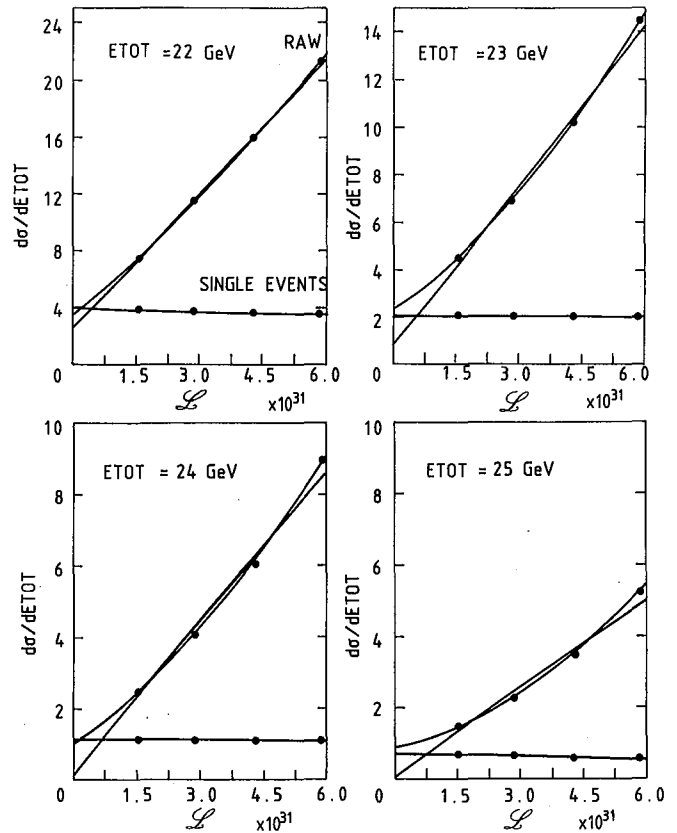 24
20
16
12
8
4
0
dσ/dETOT
ETOT = 22 GeV
RAW
SINGLE EVENTS
1.5 3.0 4.5 6.0
ℒ ×10³¹
14
12
10
8
6
4
2
0
dσ/dETOT
ETOT = 23 GeV
1.5 3.0 4.5 6.0
ℒ ×10³¹
10
8
6
4
2
0
dσ/dETOT
ETOT = 24 GeV
1.5 3.0 4.5 6.0
ℒ ×10³¹
10
8
6
4
2
0
dσ/dETOT
ETOT = 25 GeV
1.5 3.0 4.5 6.0
ℒ ×10³¹